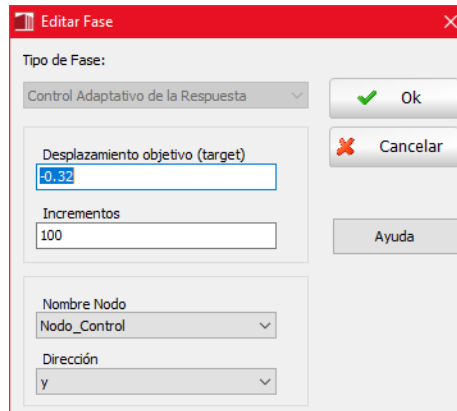 Editar Fase
Tipo de Fase:
Control Adaptativo de la Respuesta
Ok
Desplazamiento objetivo (target)
-0.32
Cancelar
Incrementos
100
Ayuda
Nombre Nodo
Nodo_Control
Dirección
y